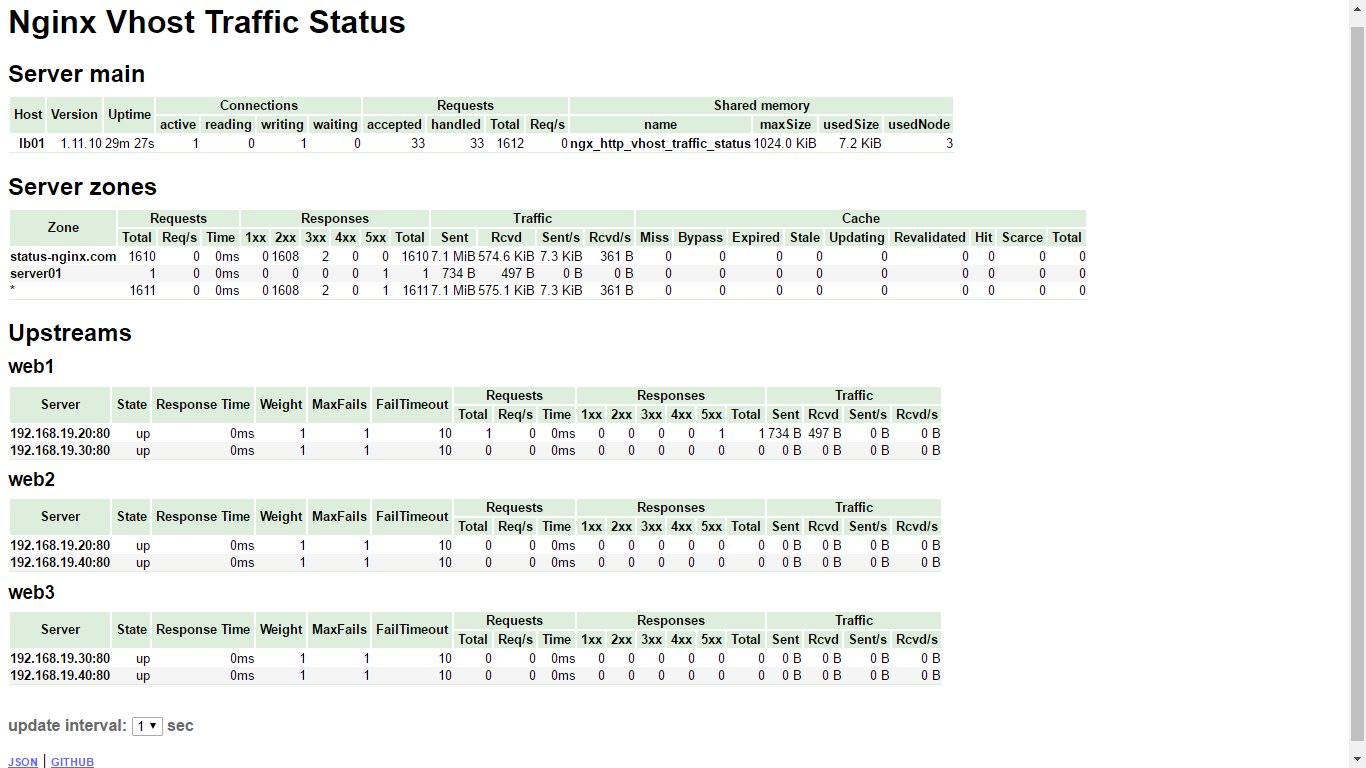 Nginx Vhost Traffic Status
Server main
Host Version Uptime Connections Requests Shared memory
active reading writing waiting accepted handled Total Req/s name maxSize usedSize usedNode
lb01 1.11.10 29m 27s 1 0 1 0 33 33 1612 0 ngx_http_vhost_traffic_status 1024.0 KiB 7.2 KiB 3
Server zones
Zone Requests Responses Traffic Cache
Total Req/s Time 1xx 2xx 3xx 4xx 5xx Total Sent Rcvd Sent/s Rcvd/s Miss Bypass Expired Stale Updating Revalidated Hit Scarce Total
status-nginx.com 1610 0 0ms 0 1608 2 0 0 1610 7.1 MiB 574.6 KiB 7.3 KiB 361 B 0 0 0 0 0 0 0 0 0
server01 1 0 0ms 0 0 0 0 1 1 734 B 497 B 0 B 0 B 0 0 0 0 0 0 0 0 0
* 1611 0 0ms 0 1608 2 0 1 1611 7.1 MiB 575.1 KiB 7.3 KiB 361 B 0 0 0 0 0 0 0 0 0
Upstreams
web1
Server State Response Time Weight MaxFails FailTimeout Requests Responses Traffic
Total Req/s Time 1xx 2xx 3xx 4xx 5xx Total Sent Rcvd Sent/s Rcvd/s
192.168.19.20:80 up 0ms 1 1 10 1 0 0ms 0 0 0 0 1 1 734 B 497 B 0 B 0 B
192.168.19.30:80 up 0ms 1 1 10 0 0 0ms 0 0 0 0 0 0 0 B 0 B 0 B 0 B
web2
Server State Response Time Weight MaxFails FailTimeout Requests Responses Traffic
Total Req/s Time 1xx 2xx 3xx 4xx 5xx Total Sent Rcvd Sent/s Rcvd/s
192.168.19.20:80 up 0ms 1 1 10 0 0 0ms 0 0 0 0 0 0 0 B 0 B 0 B 0 B
192.168.19.40:80 up 0ms 1 1 10 0 0 0ms 0 0 0 0 0 0 0 B 0 B 0 B 0 B
web3
Server State Response Time Weight MaxFails FailTimeout Requests Responses Traffic
Total Req/s Time 1xx 2xx 3xx 4xx 5xx Total Sent Rcvd Sent/s Rcvd/s
192.168.19.30:80 up 0ms 1 1 10 0 0 0ms 0 0 0 0 0 0 0 B 0 B 0 B 0 B
192.168.19.40:80 up 0ms 1 1 10 0 0 0ms 0 0 0 0 0 0 0 B 0 B 0 B 0 B
update interval: 1 sec
JSON | GITHUB